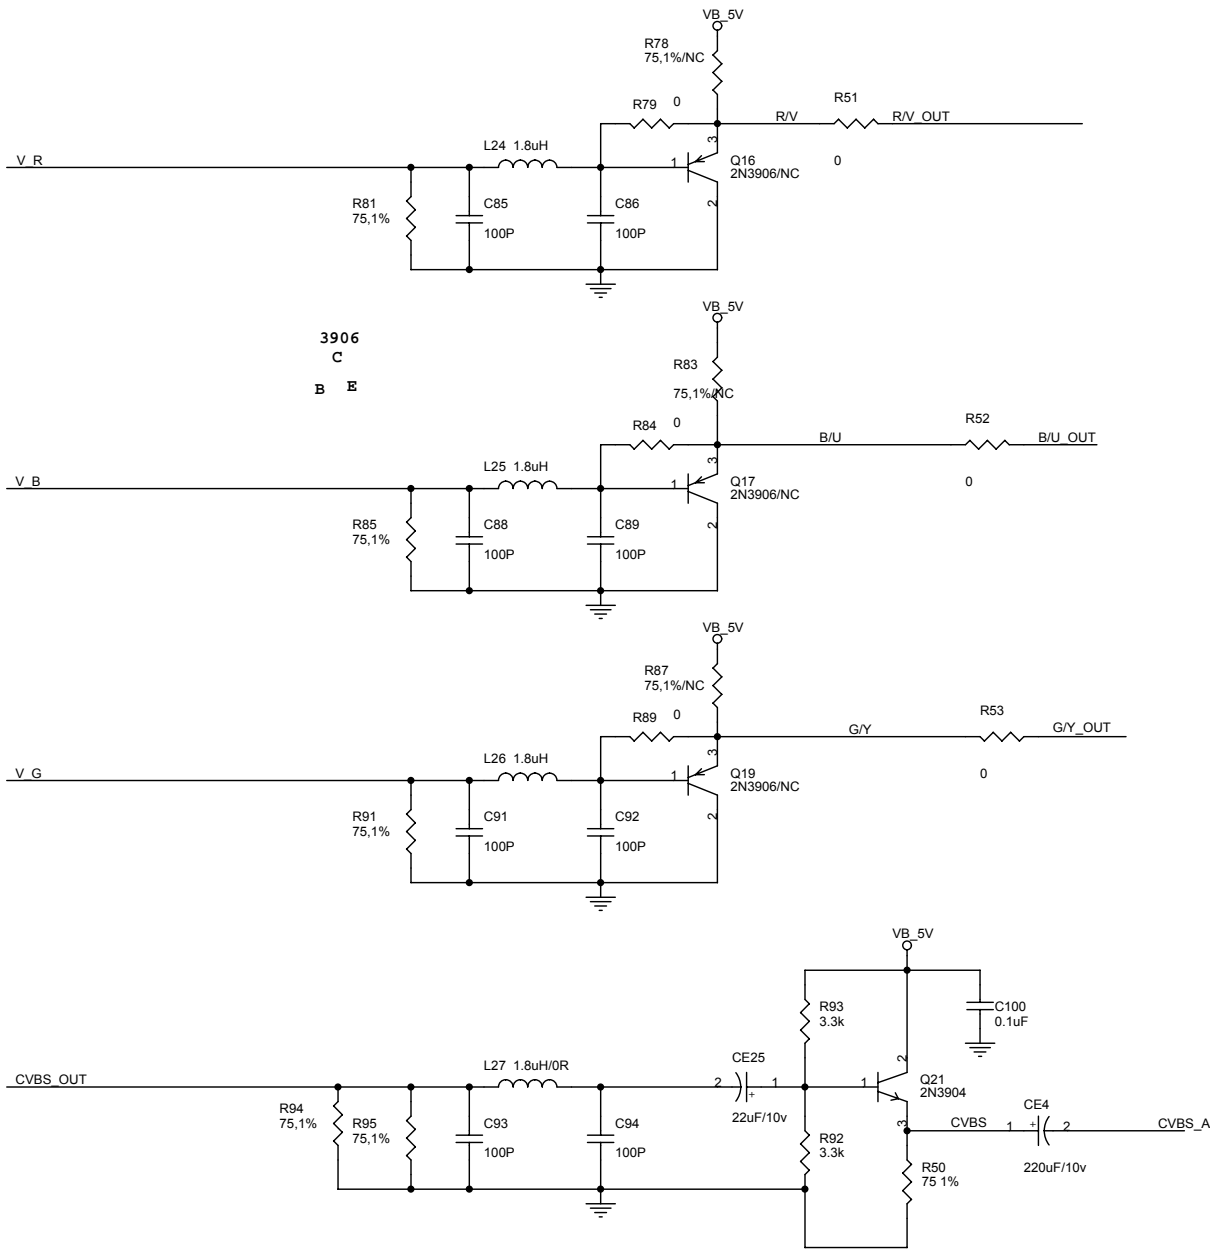 VB_5V
R78
75,1%/NC
R79 0
R/V
R51
R/V_OUT
0
V_R
L24 1.8uH
1
3
2
Q16
2N3906/NC
R81
75,1%
C85
100P
C86
100P
3906
C
B E
VB_5V
R83
75,1%/NC
R84 0
B/U
R52
B/U_OUT
0
V_B
L25 1.8uH
1
3
2
Q17
2N3906/NC
R85
75,1%
C88
100P
C89
100P
VB_5V
R87
75,1%/NC
R89 0
G/Y
R53
G/Y_OUT
0
V_G
L26 1.8uH
1
3
2
Q19
2N3906/NC
R91
75,1%
C91
100P
C92
100P
VB_5V
R93
3.3k
C100
0.1uF
CVBS_OUT
L27 1.8uH/0R
CE25
2
1
+
22uF/10v
1
2
3
Q21
2N3904
R94
75,1%
R95
75,1%
C93
100P
C94
100P
R92
3.3k
CVBS
CE4
1 + 2
220uF/10v
CVBS_A
R50
75 1%